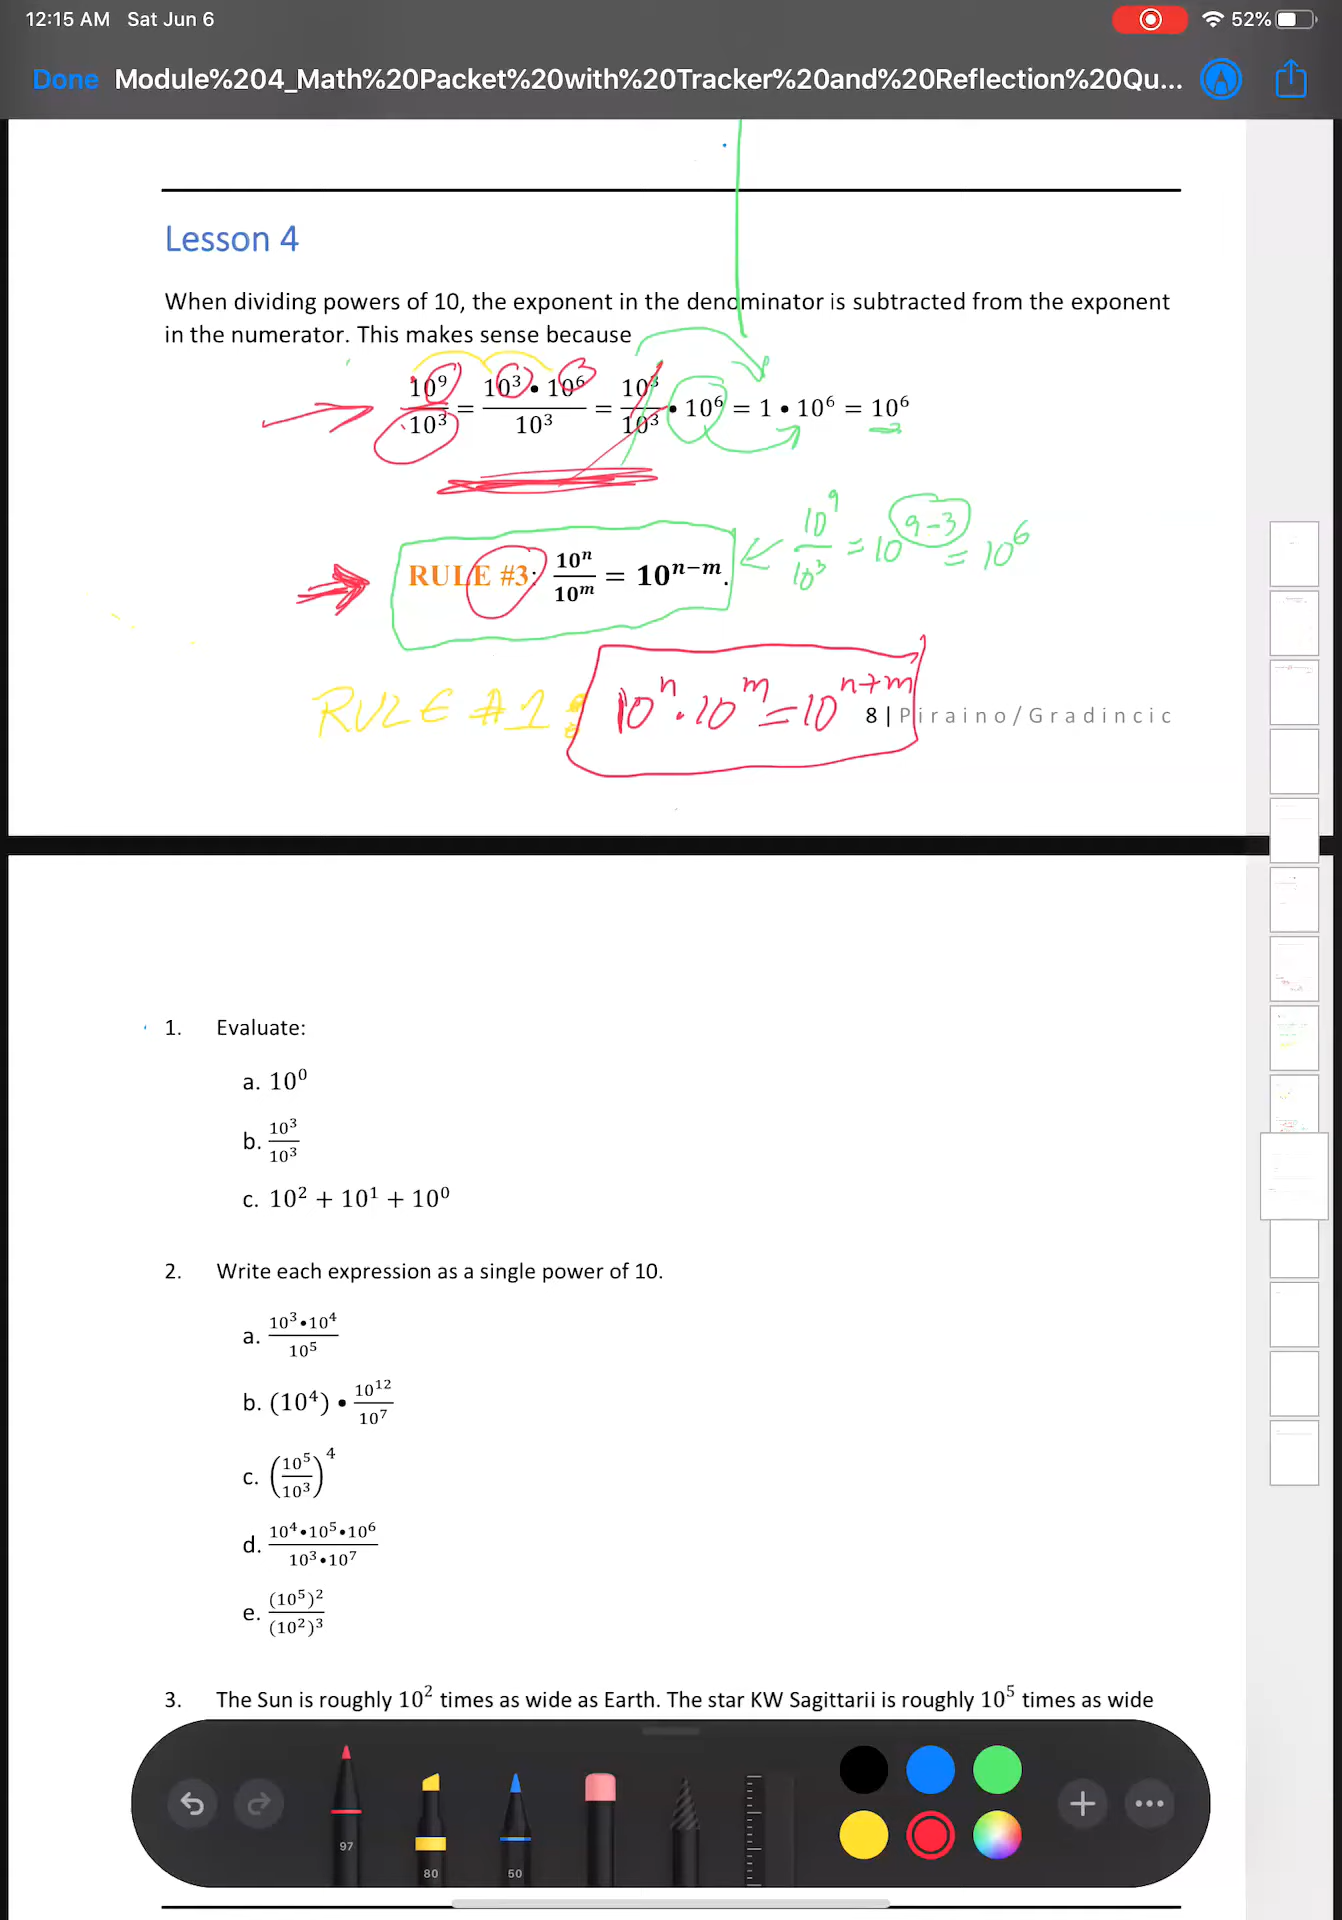 12:15 AM Sat Jun 6 52%
Done Module%204_Math%20Packet%20with%20Tracker%20and%20Reflection%20Qu...
Lesson 4
When dividing powers of 10, the exponent in the denominator is subtracted from the exponent
in the numerator. This makes sense because
10⁹/10³ = 10³ • 10⁶/10³ = 10³/10³ • 10⁶ = 1 • 10⁶ = 10⁶
RULE #3: 10ⁿ/10ᵐ = 10ⁿ⁻ᵐ. 10⁹/10³ = 10⁹⁻³ = 10⁶
RULE #1: 10ⁿ · 10ᵐ = 10ⁿ⁺ᵐ
8 | Piraino/Gradincic
1. Evaluate:
a. 10⁰
b. 10³/10³
c. 10² + 10¹ + 10⁰
2. Write each expression as a single power of 10.
a. 10³•10⁴/10⁵
b. (10⁴) • 10¹²/10⁷
c. (10⁵/10³)⁴
d. 10⁴•10⁵•10⁶/10³•10⁷
e. (10⁵)²/(10²)³
3. The Sun is roughly 10² times as wide as Earth. The star KW Sagittarii is roughly 10⁵ times as wide
97
80
50